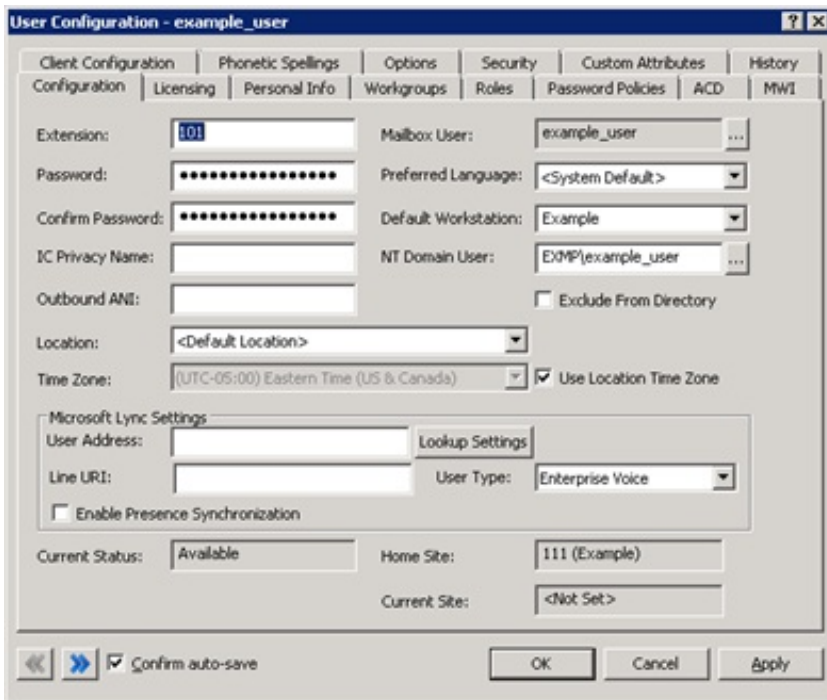 User Configuration - example_user
Client Configuration Phonetic Spellings Options Security Custom Attributes History
Configuration Licensing Personal Info Workgroups Roles Password Policies ACD MWI
Extension: 101 Mailbox User: example_user ...
Password: •••••••••••••••• Preferred Language: <System Default>
Confirm Password: •••••••••••••••• Default Workstation: Example
IC Privacy Name: NT Domain User: EXMP\example_user ...
Outbound ANI: Exclude From Directory
Location: <Default Location>
Time Zone: (UTC-05:00) Eastern Time (US & Canada) Use Location Time Zone
Microsoft Lync Settings
User Address: Lookup Settings
Line URI: User Type: Enterprise Voice
Enable Presence Synchronization
Current Status: Available Home Site: 111 (Example)
Current Site: <Not Set>
Confirm auto-save OK Cancel Apply